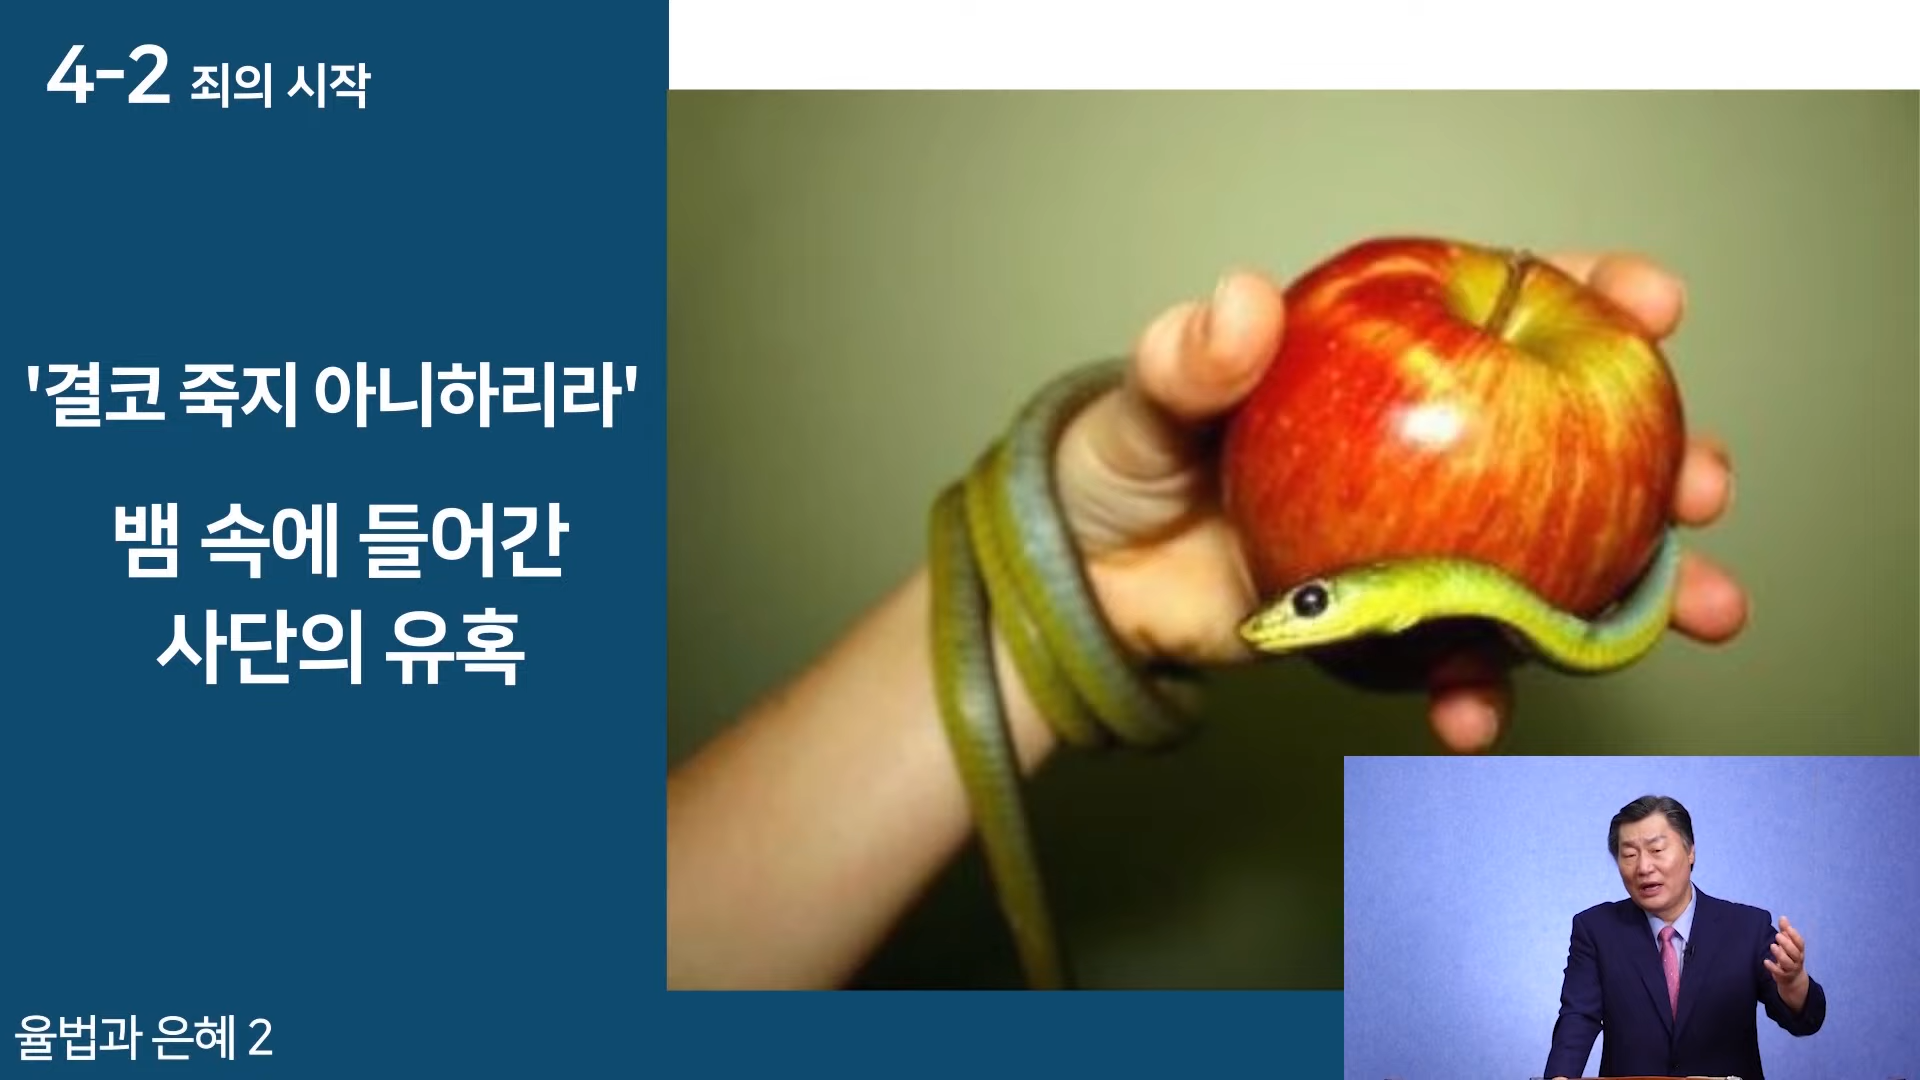 4-2 죄의 시작
'결코 죽지 아니하리라'
뱀 속에 들어간
사단의 유혹
율법과 은혜 2